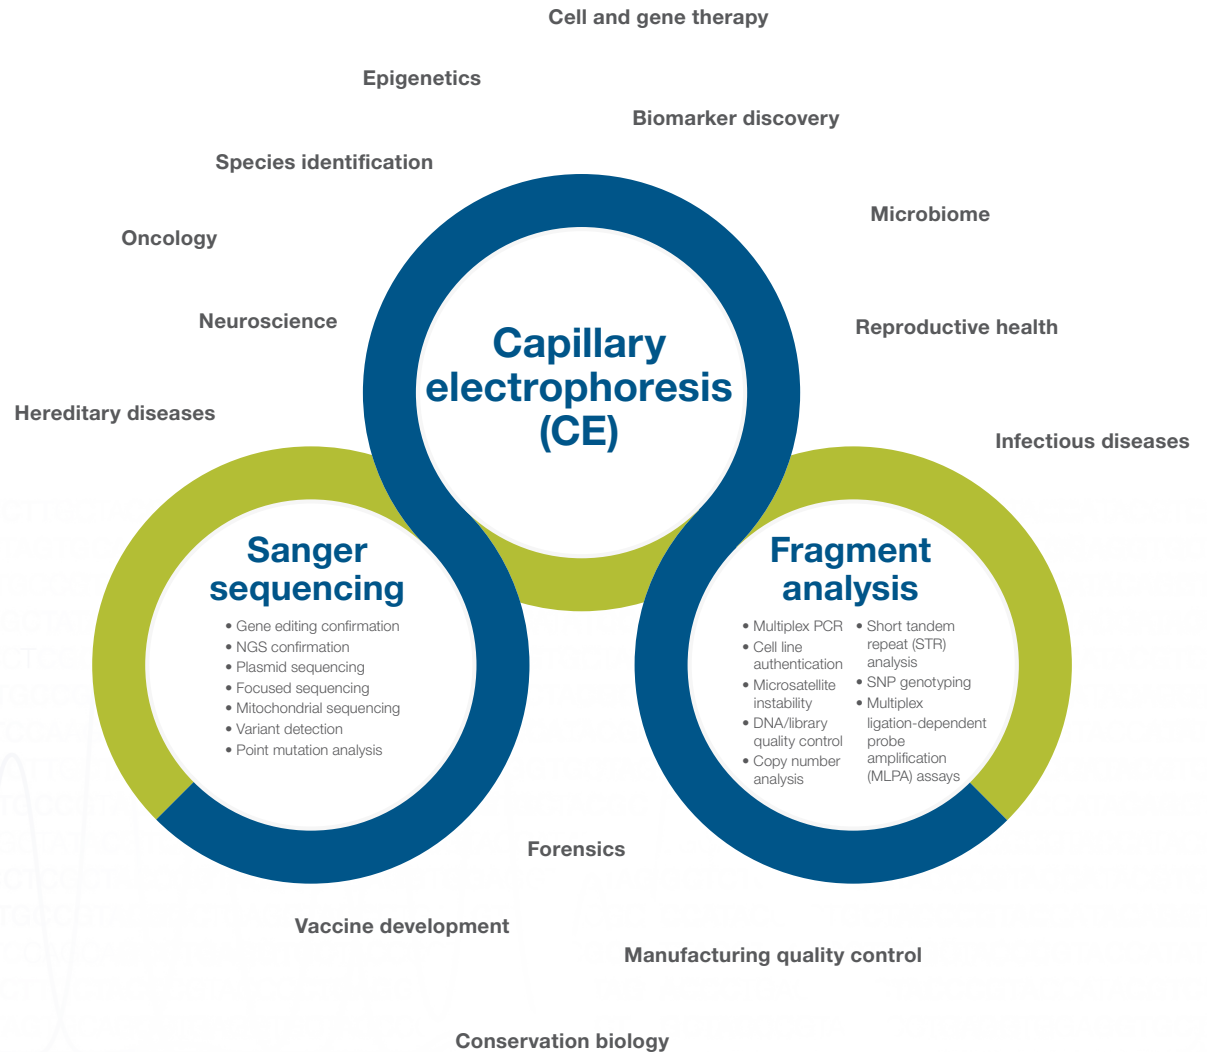 Cell and gene therapy
Epigenetics
Biomarker discovery
Species identification
Microbiome
Oncology
Neuroscience
Reproductive health
Capillary
electrophoresis
(CE)
Hereditary diseases
Infectious diseases
Sanger
sequencing
• Gene editing confirmation
• NGS confirmation
• Plasmid sequencing
• Focused sequencing
• Mitochondrial sequencing
• Variant detection
• Point mutation analysis
Fragment
analysis
• Multiplex PCR
• Cell line
authentication
• Microsatellite
instability
• DNA/library
quality control
• Copy number
analysis
• Short tandem
repeat (STR)
analysis
• SNP genotyping
• Multiplex
ligation-dependent
probe
amplification
(MLPA) assays
Forensics
Vaccine development
Manufacturing quality control
Conservation biology